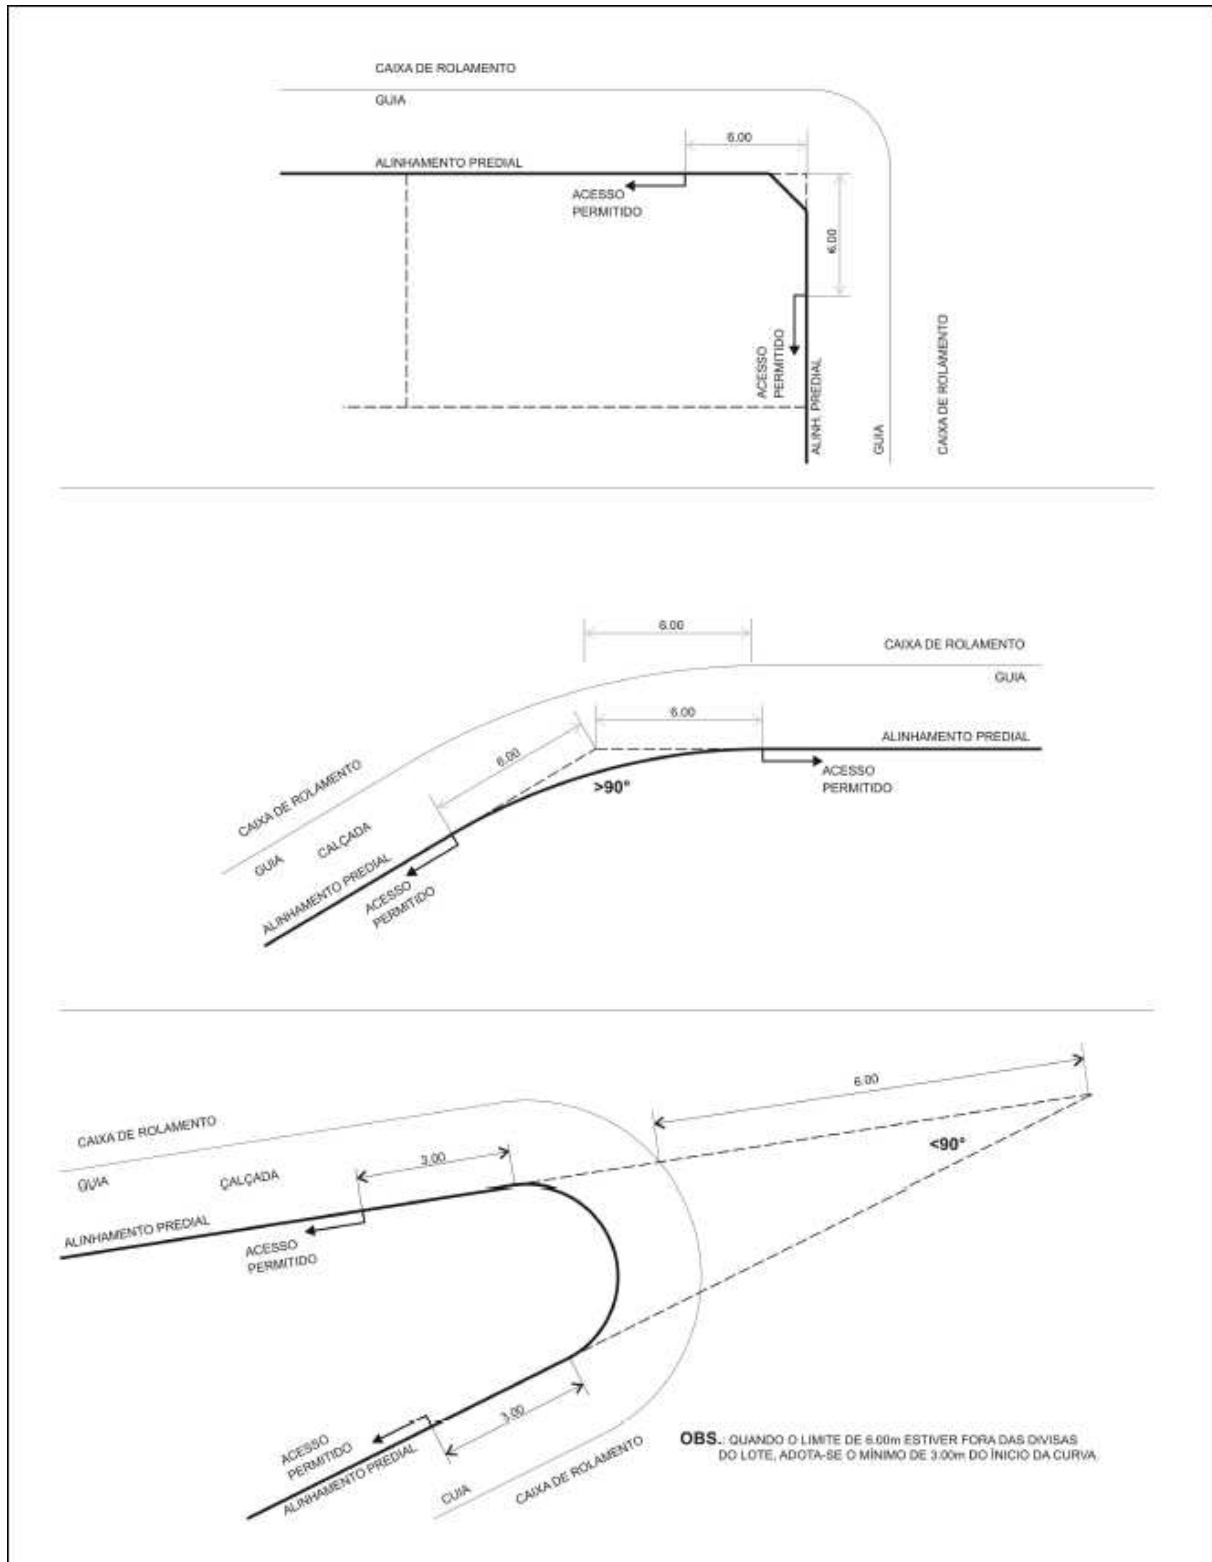 CAIXA DE ROLAMENTO
GUIA
6.00
ALINHAMENTO PREDIAL
ACESSO
PERMITIDO
6.00
ACESSO
PERMITIDO
ALINH. PREDIAL
GUIA
CAIXA DE ROLAMENTO
6.00
CAIXA DE ROLAMENTO
GUIA
6.00
ALINHAMENTO PREDIAL
6.00
ACESSO
PERMITIDO
>90°
CAIXA DE ROLAMENTO
GUIA
CALÇADA
ALINHAMENTO PREDIAL
ACESSO
PERMITIDO
6.00
CAIXA DE ROLAMENTO
<90°
3.00
GUIA
ÇALÇADA
ALINHAMENTO PREDIAL
ACESSO
PERMITIDO
3.00
ACESSO
PERMITIDO
ALINHAMENTO PREDIAL
CUIA
CAIXA DE ROLAMENTO
OBS.: QUANDO O LIMITE DE 6.00m ESTIVER FORA DAS DIVISAS
DO LOTE, ADOTA-SE O MÍNIMO DE 3.00m DO ÍNICIO DA CURVA